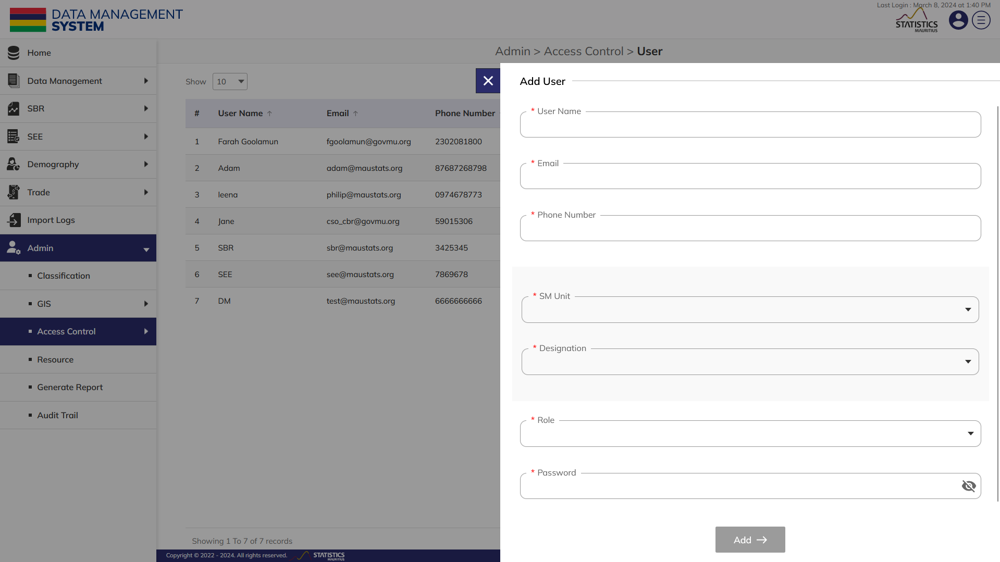 Last Login : March 8, 2024 at 1:40 PM
DATA MANAGEMENT
SYSTEM
STATISTICS
MAURITIUS
Home
Data Management
SBR
SEE
Demography
Trade
Import Logs
Admin
Classification
GIS
Access Control
Resource
Generate Report
Audit Trail
Admin > Access Control > User
Show 10
# User Name ↑ Email ↑ Phone Number
1 Farah Goolamun fgoolamun@govmu.org 2302081800
2 Adam adam@maustats.org 87687268798
3 leena philip@maustats.org 0974678773
4 Jane cso_cbr@govmu.org 59015306
5 SBR sbr@maustats.org 3425345
6 SEE see@maustats.org 7869678
7 DM test@maustats.org 6666666666
Showing 1 To 7 of 7 records
Copyright © 2022 - 2024. All rights reserved.
STATISTICS
MAURITIUS
Add User
* User Name
* Email
* Phone Number
* SM Unit
* Designation
* Role
* Password
Add →